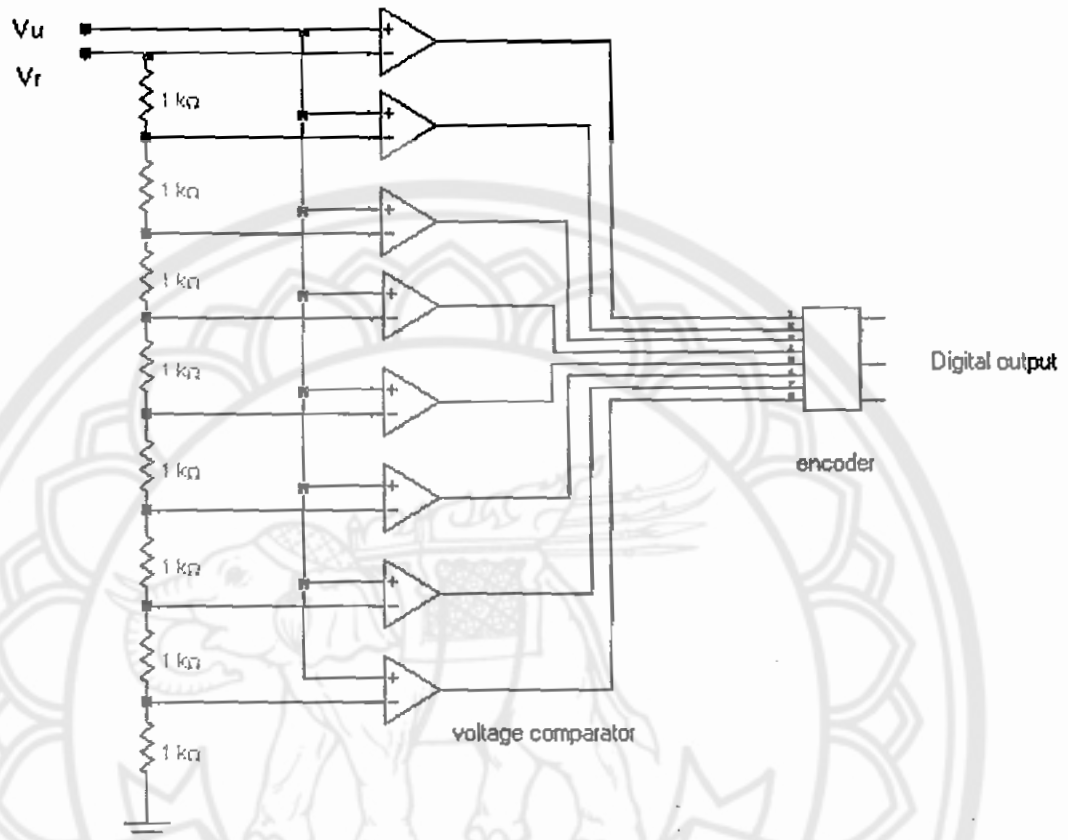 Vu
Vr
1 kΩ
1 kΩ
1 kΩ
1 kΩ
1 kΩ
1 kΩ
1 kΩ
1 kΩ
+
−
+
−
+
−
+
−
+
−
+
−
+
−
+
−
Digital output
encoder
voltage comparator